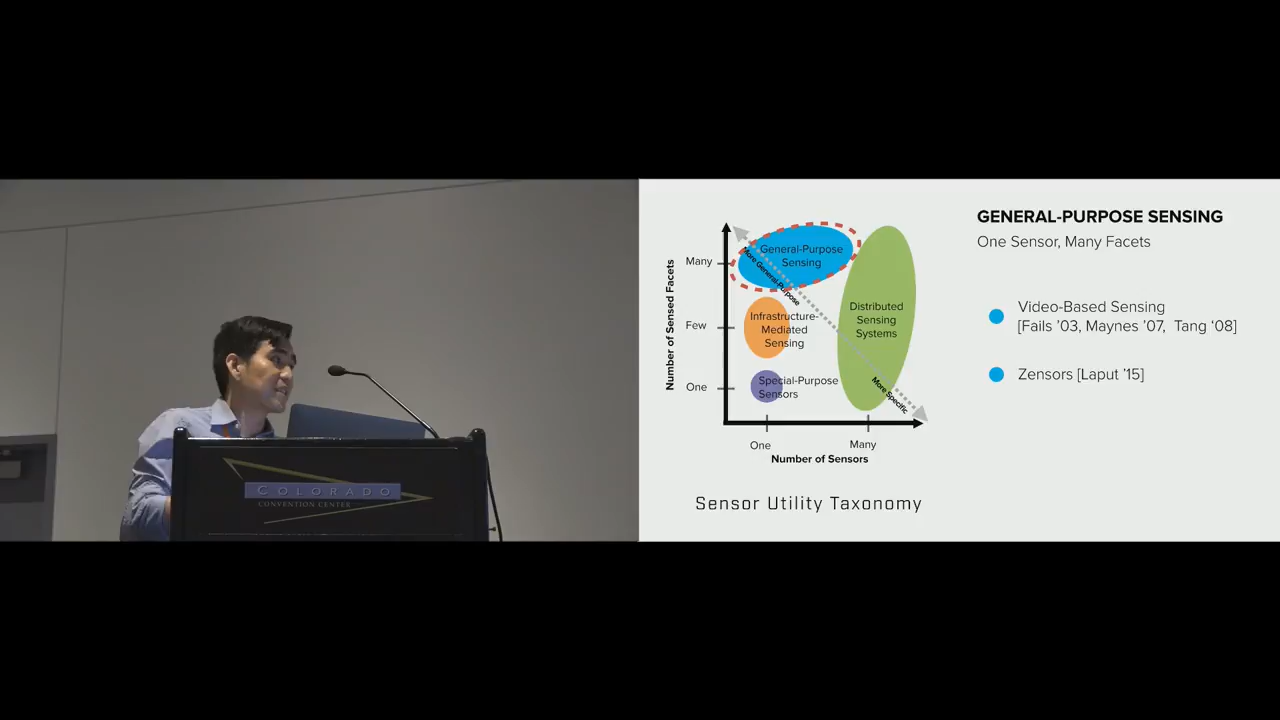 COLORADO
CONVENTION CENTER
GENERAL-PURPOSE SENSING
One Sensor, Many Facets
Video-Based Sensing
[Fails ’03, Maynes ’07, Tang ‘08]
Zensors [Laput ’15]
Number of Sensed Facets
Many
Few
One
General-Purpose
Sensing
More General-Purpose
Infrastructure-
Mediated
Sensing
Special-Purpose
Sensors
Distributed
Sensing
Systems
More Specific
One
Many
Number of Sensors
Sensor Utility Taxonomy